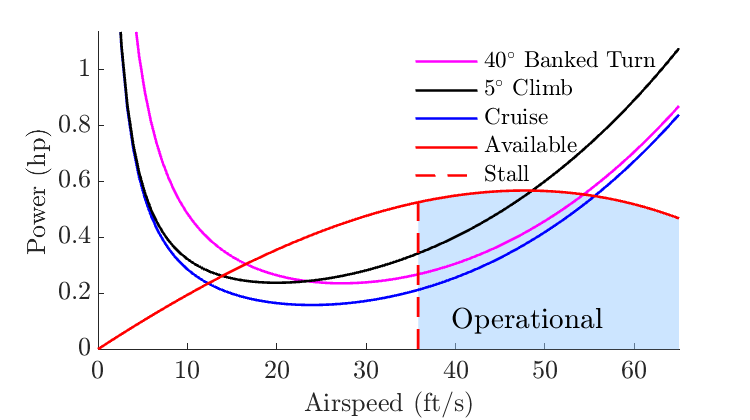 40° Banked Turn
5° Climb
Cruise
Available
Stall
Power (hp)
1
0.8
0.6
0.4
0.2
0
Operational
0 10 20 30 40 50 60
Airspeed (ft/s)